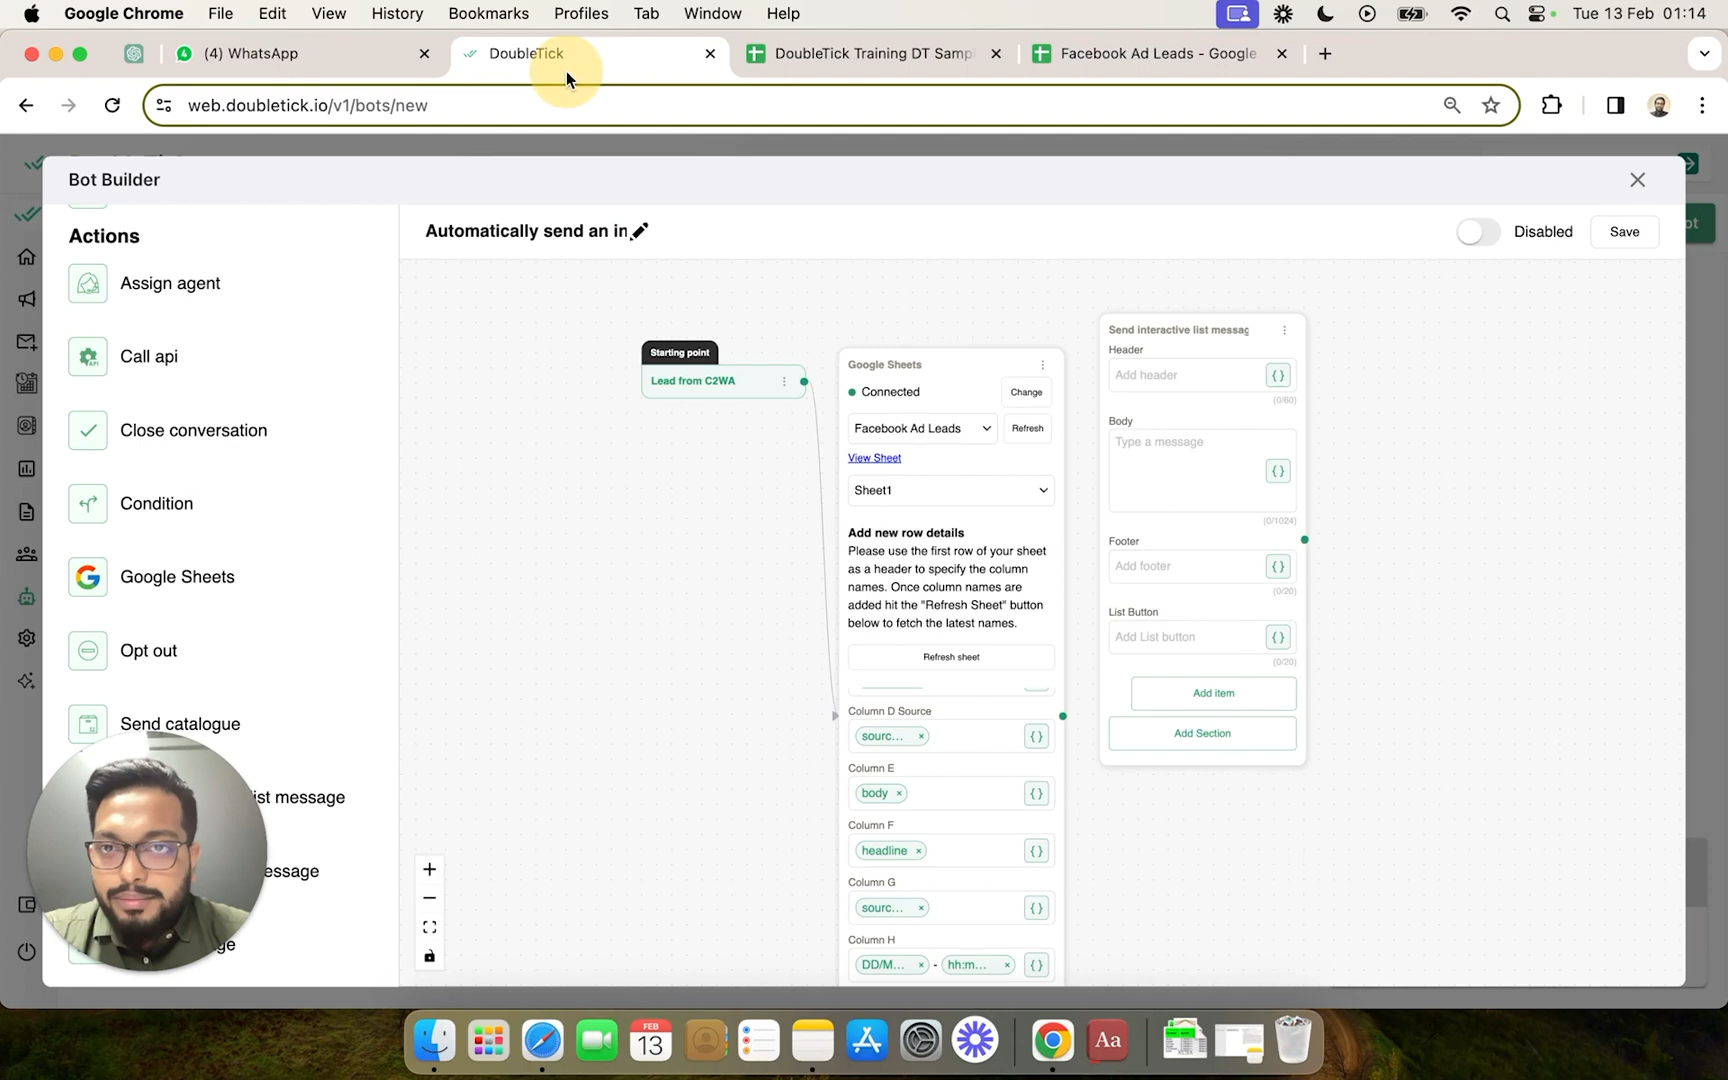 Google Chrome File Edit View History Bookmarks Profiles Tab Window Help Tue 13 Feb 01:14
(4) WhatsApp DoubleTick DoubleTick Training DT Samp Facebook Ad Leads - Google
web.doubletick.io/v1/bots/new
Bot Builder
Actions
Automatically send an in
Disabled
Save
Assign agent
Call api
Close conversation
Condition
Google Sheets
Opt out
Send catalogue
ist message
essage
ge
Starting point
Lead from C2WA
Google Sheets
Connected
Change
Facebook Ad Leads
Refresh
View Sheet
Sheet1
Add new row details
Please use the first row of your sheet
as a header to specify the column
names. Once column names are
added hit the "Refresh Sheet" button
below to fetch the latest names.
Refresh sheet
Column D Source
sourc... ×
{ }
Column E
body ×
{ }
Column F
headline ×
{ }
Column G
sourc... ×
{ }
Column H
DD/M... × - hh:m... ×
{ }
Send interactive list messag
Header
Add header
{ }
(0/60)
Body
Type a message
{ }
(0/1024)
Footer
Add footer
{ }
(0/20)
List Button
Add List button
{ }
(0/20)
Add item
Add Section
FEB
13
Aa